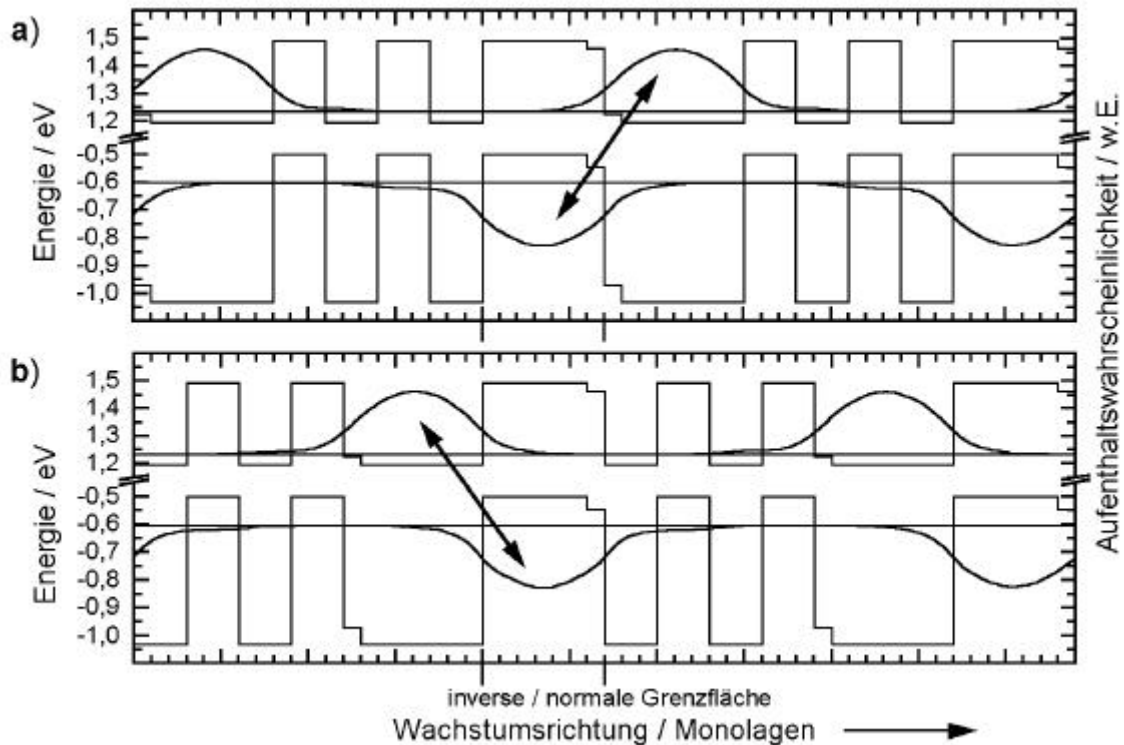 a)
1,5
1,4
1,3
1,2
-0,5
-0,6
-0,7
-0,8
-0,9
-1,0
Energie / eV
b)
1,5
1,4
1,3
1,2
-0,5
-0,6
-0,7
-0,8
-0,9
-1,0
Energie / eV
Aufenthaltswahrscheinlichkeit / w.E.
inverse / normale Grenzfläche
Wachstumsrichtung / Monolagen